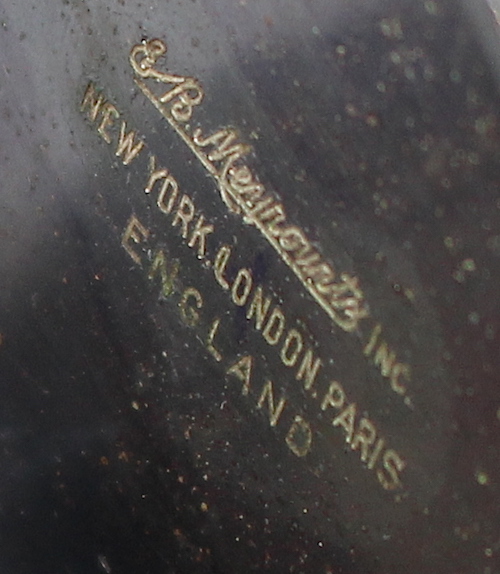 E.B. Meyrowitz INC.
NEW YORK. LONDON. PARIS.
ENGLAND